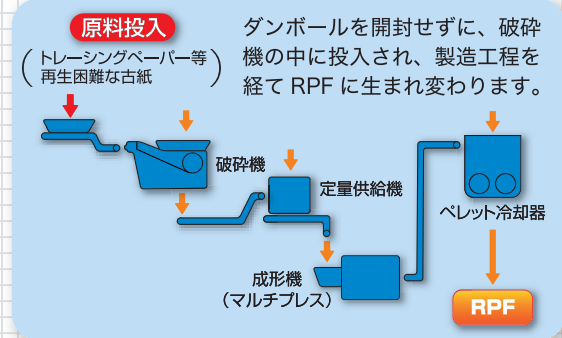 原料投入
(トレーシングペーパー等
再生困難な古紙)
ダンボールを開封せずに、破砕
機の中に投入され、製造工程を
経て RPF に生まれ変わります。
破砕機
定量供給機
成形機
(マルチプレス)
ペレット冷却器
RPF